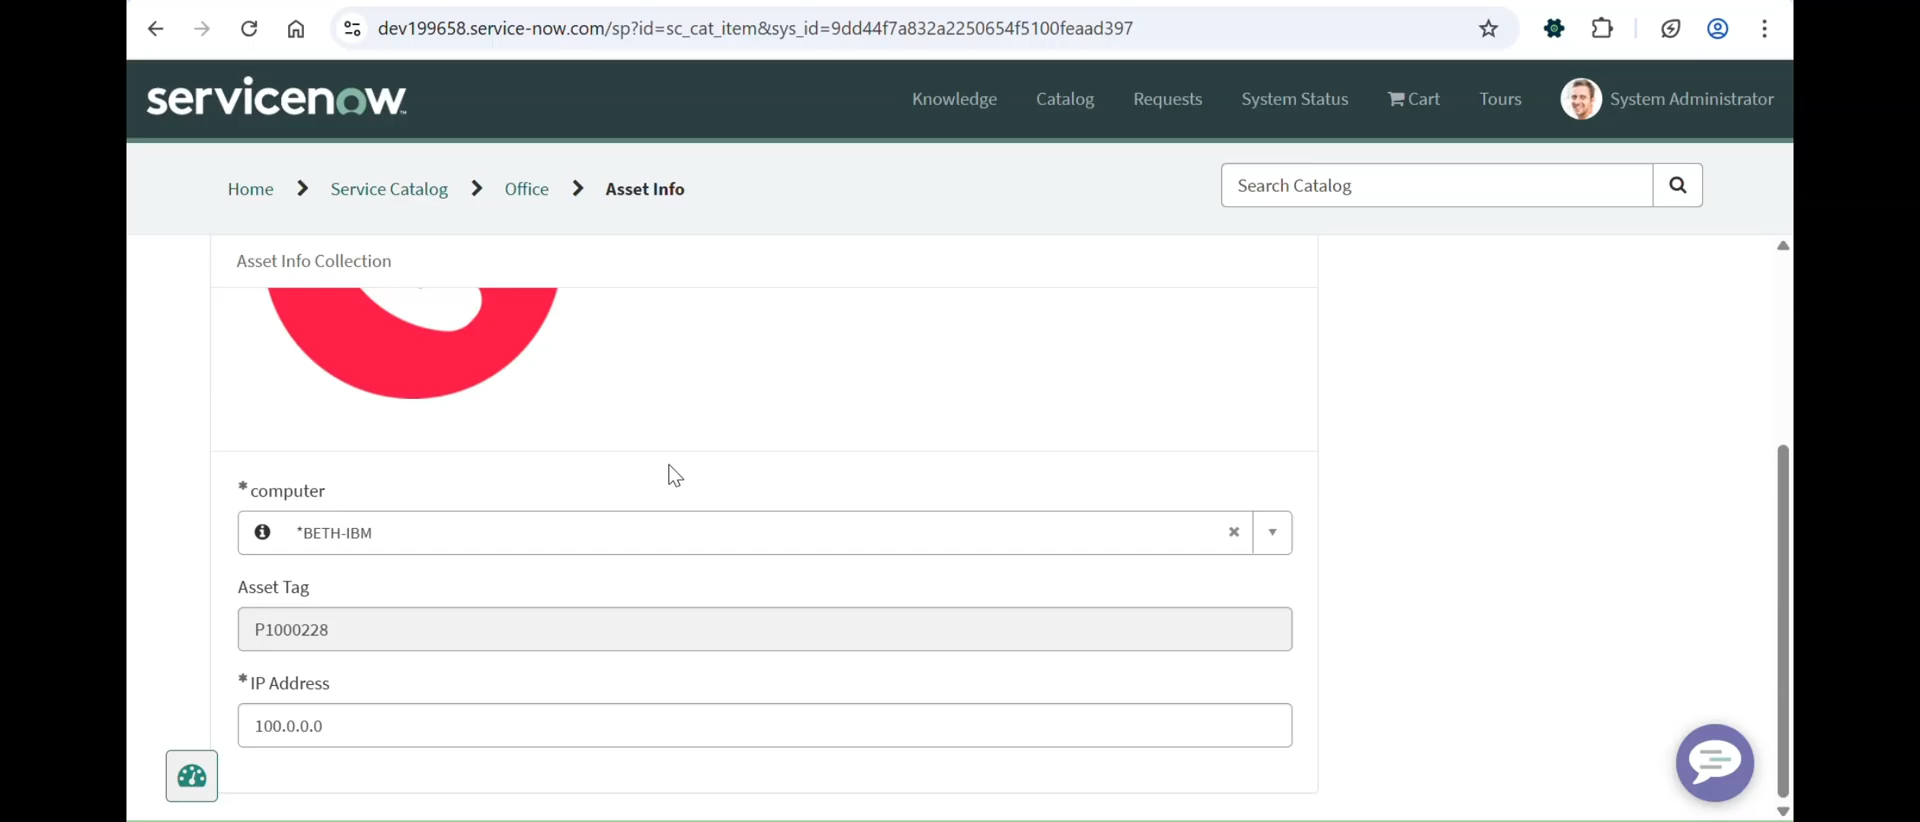 dev199658.service-now.com/sp?id=sc_cat_item&sys_id=9dd44f7a832a2250654f5100feaad397
servicenow
Knowledge
Catalog
Requests
System Status
Cart
Tours
System Administrator
Home
Service Catalog
Office
Asset Info
Search Catalog
Asset Info Collection
* computer
*BETH-IBM
Asset Tag
P1000228
* IP Address
100.0.0.0